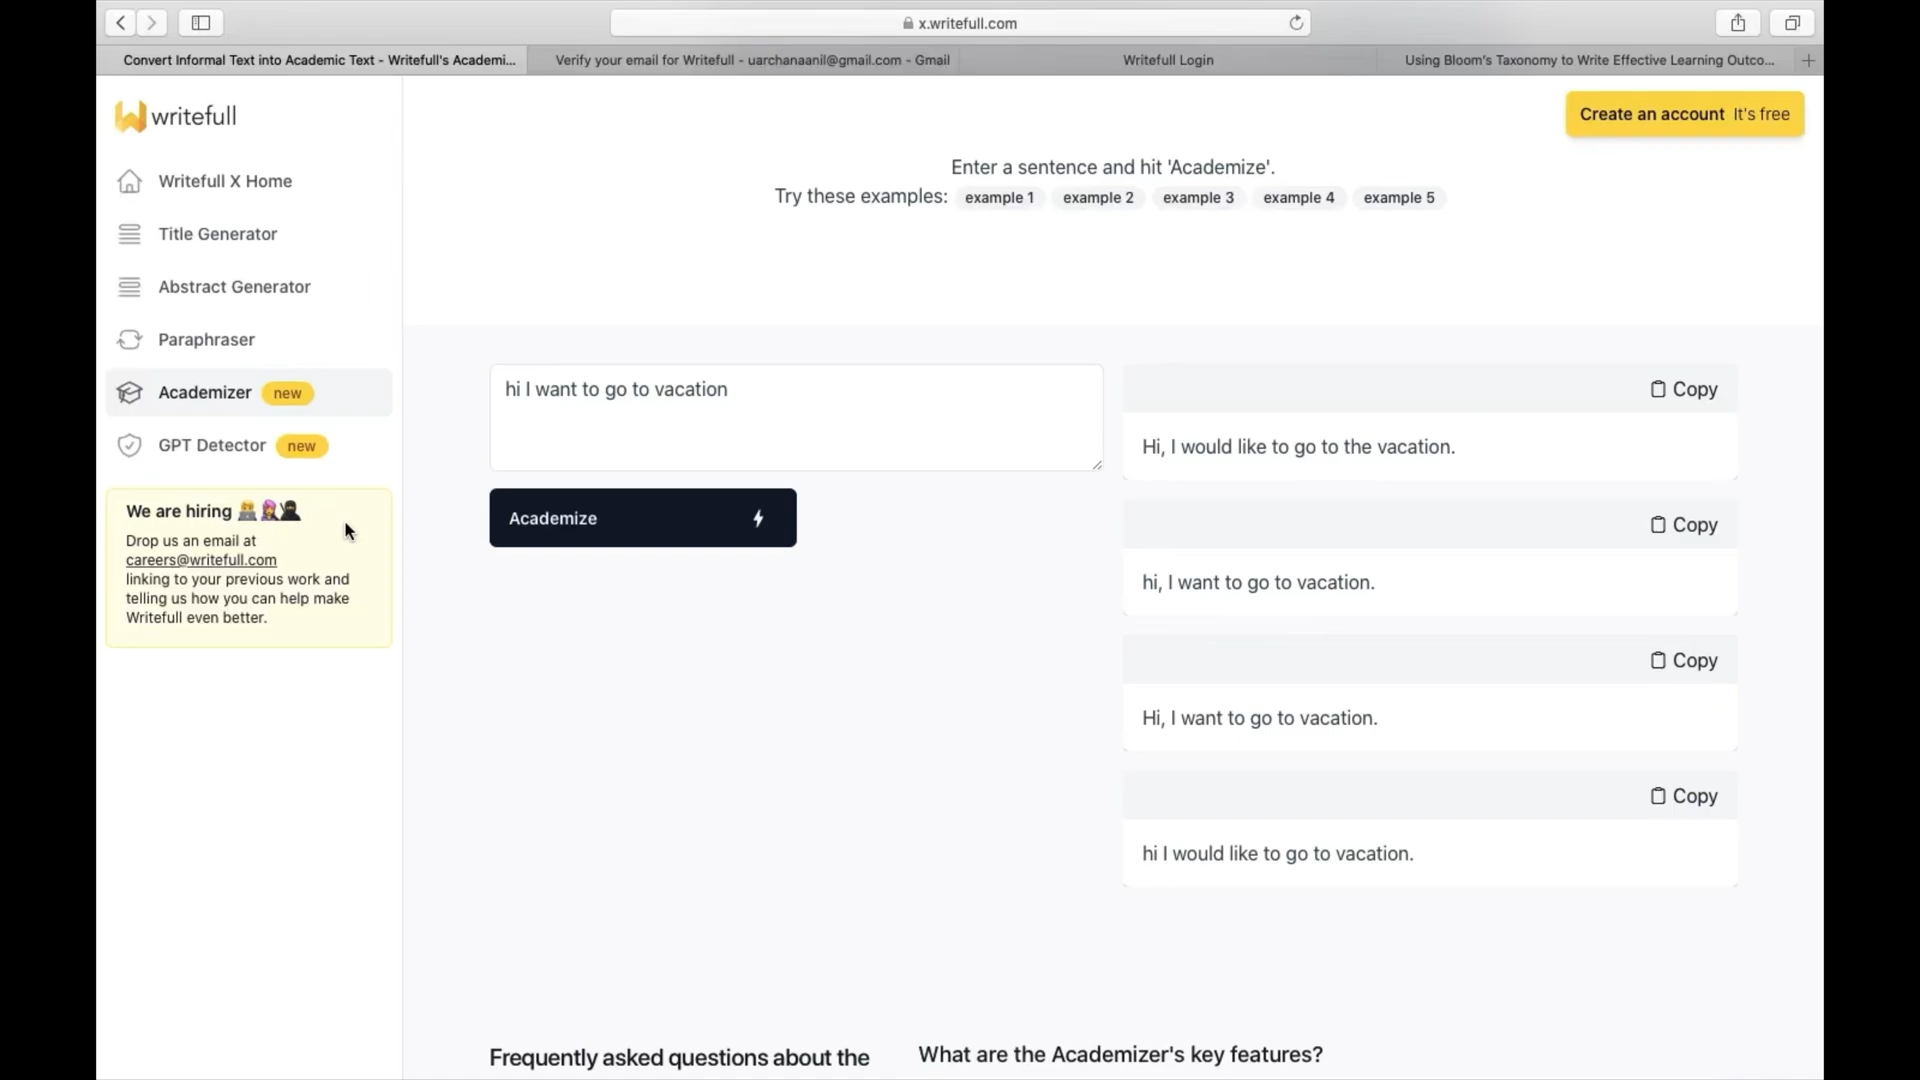 x.writefull.com
Convert Informal Text into Academic Text - Writefull's Academi...
Verify your email for Writefull - uarchanaanil@gmail.com - Gmail
Writefull Login
Using Bloom's Taxonomy to Write Effective Learning Outco...
writefull
Create an account It's free
Writefull X Home
Title Generator
Abstract Generator
Paraphraser
Academizer new
GPT Detector new
We are hiring
Drop us an email at
careers@writefull.com
linking to your previous work and
telling us how you can help make
Writefull even better.
Enter a sentence and hit 'Academize'.
Try these examples: example 1 example 2 example 3 example 4 example 5
hi I want to go to vacation
Academize
Copy
Hi, I would like to go to the vacation.
Copy
hi, I want to go to vacation.
Copy
Hi, I want to go to vacation.
Copy
hi I would like to go to vacation.
Frequently asked questions about the
What are the Academizer's key features?